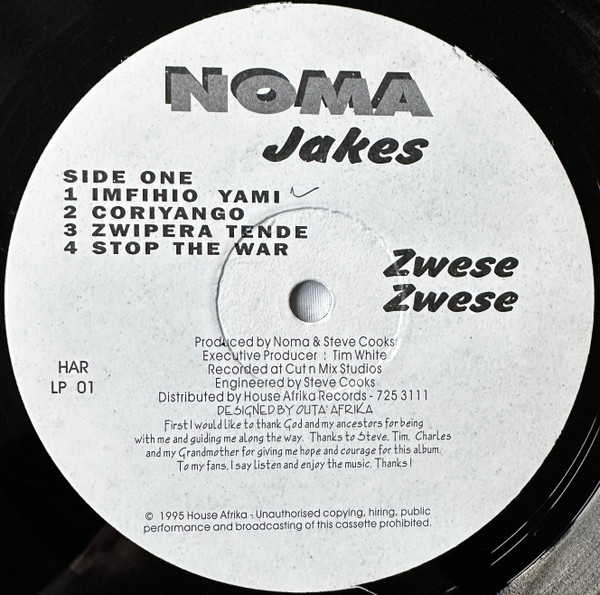 NOMA
Jakes
SIDE ONE
1 IMFIHIO YAMI
2 CORIYANGO
3 ZWIPERA TENDE
4 STOP THE WAR
Zwese
Zwese
Produced by Noma & Steve Cooks
Executive Producer : Tim White
Recorded at Cut n Mix Studios
Engineered by Steve Cooks
Distributed by House Afrika Records - 725 3111
DESIGNED BY OUTA' AFRIKA
First I would like to thank God and my ancestors for being
with me and guiding me along the way. Thanks to Steve, Tim, Charles
and my Grandmother for giving me hope and courage for this album.
To my fans, I say listen and enjoy the music. Thanks!
HAR
LP 01
© 1995 House Afrika - Unauthorised copying, hiring, public
performance and broadcasting of this cassette prohibited.